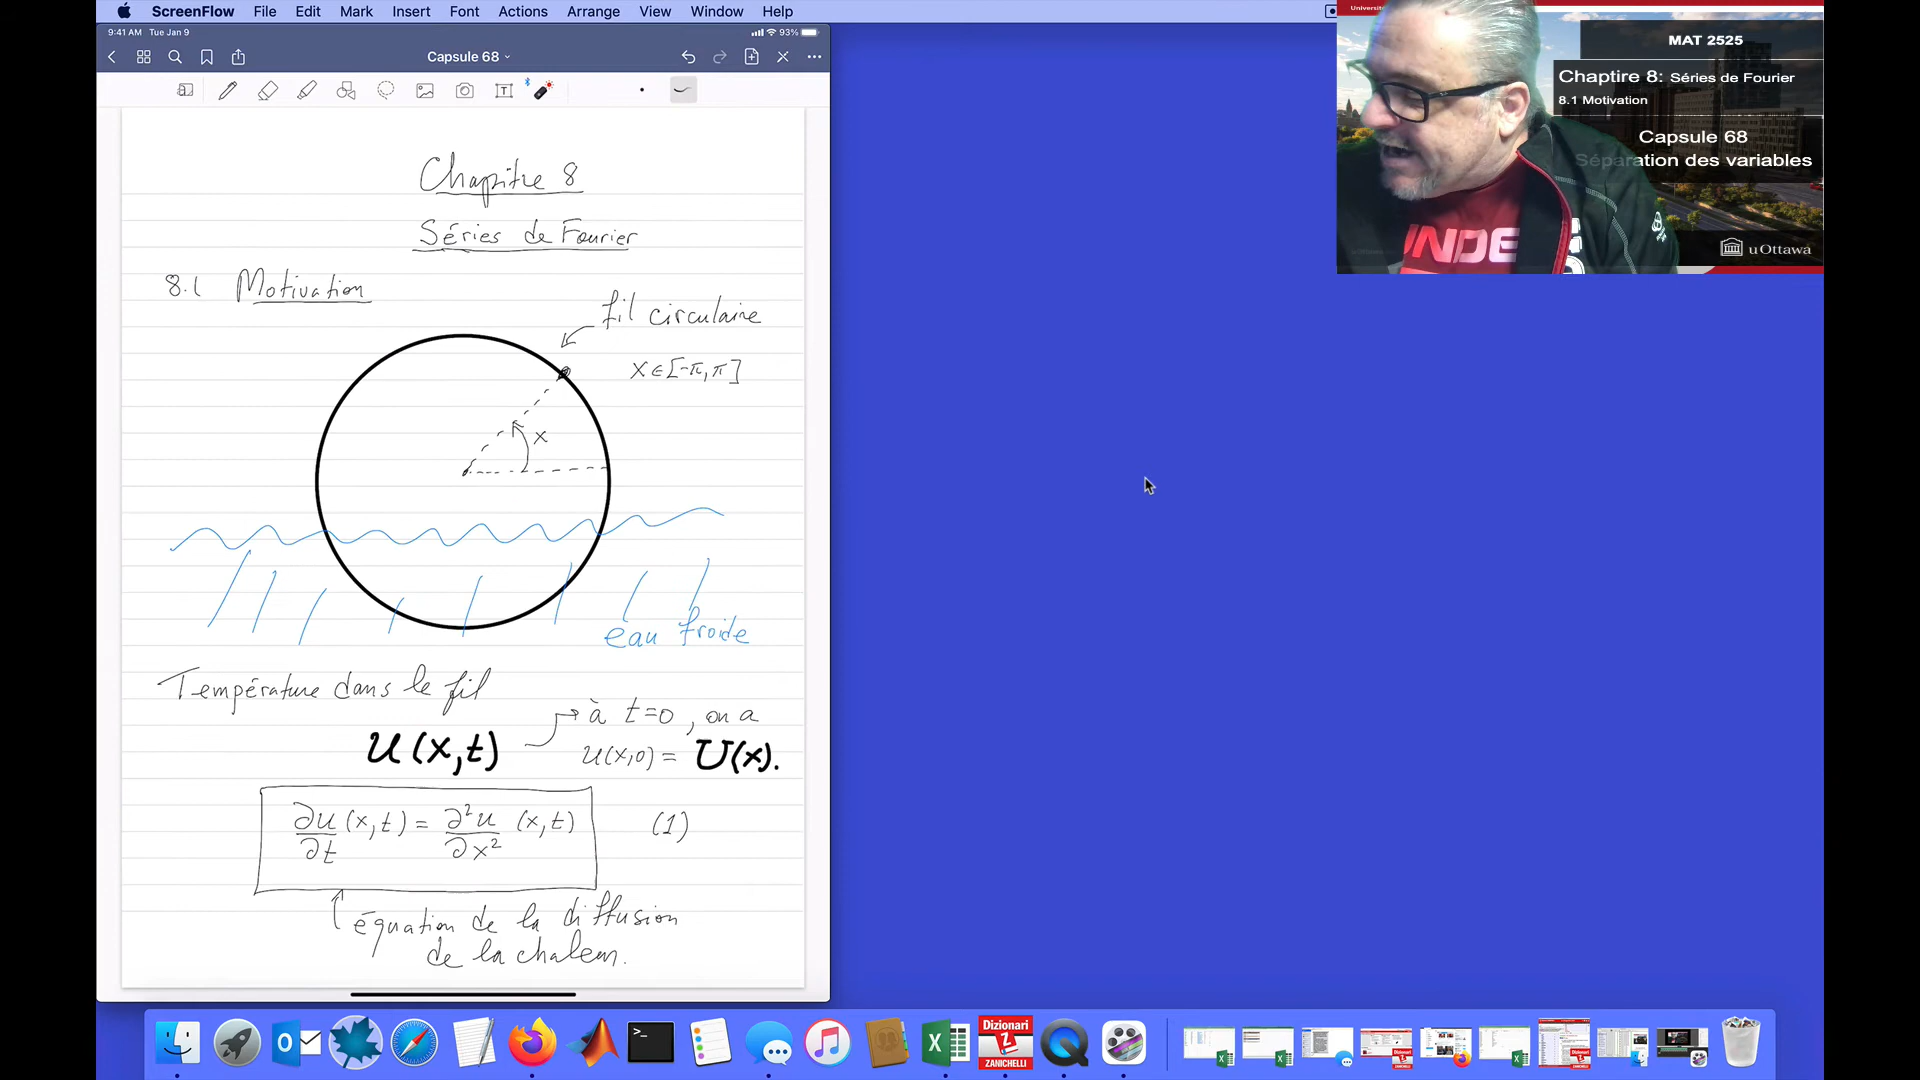 ScreenFlow File Edit Mark Insert Font Actions Arrange View Window Help
9:41 AM Tue Jan 9
93%
Capsule 68
Chapitre 8
Séries de Fourier
8.1 Motivation
fil circulaire
x ∈ [-π, π]
x
eau froide
Température dans le fil
u(x,t)
à t=0, on a
u(x,0) = U(x).
∂u/∂t (x,t) = ∂²u/∂x² (x,t) (1)
équation de la diffusion
de la chaleur.
Université
MAT 2525
Chaptire 8: Séries de Fourier
8.1 Motivation
Capsule 68
Séparation des variables
UNDE
uOttawa
Dizionari
Z
ZANICHELLI